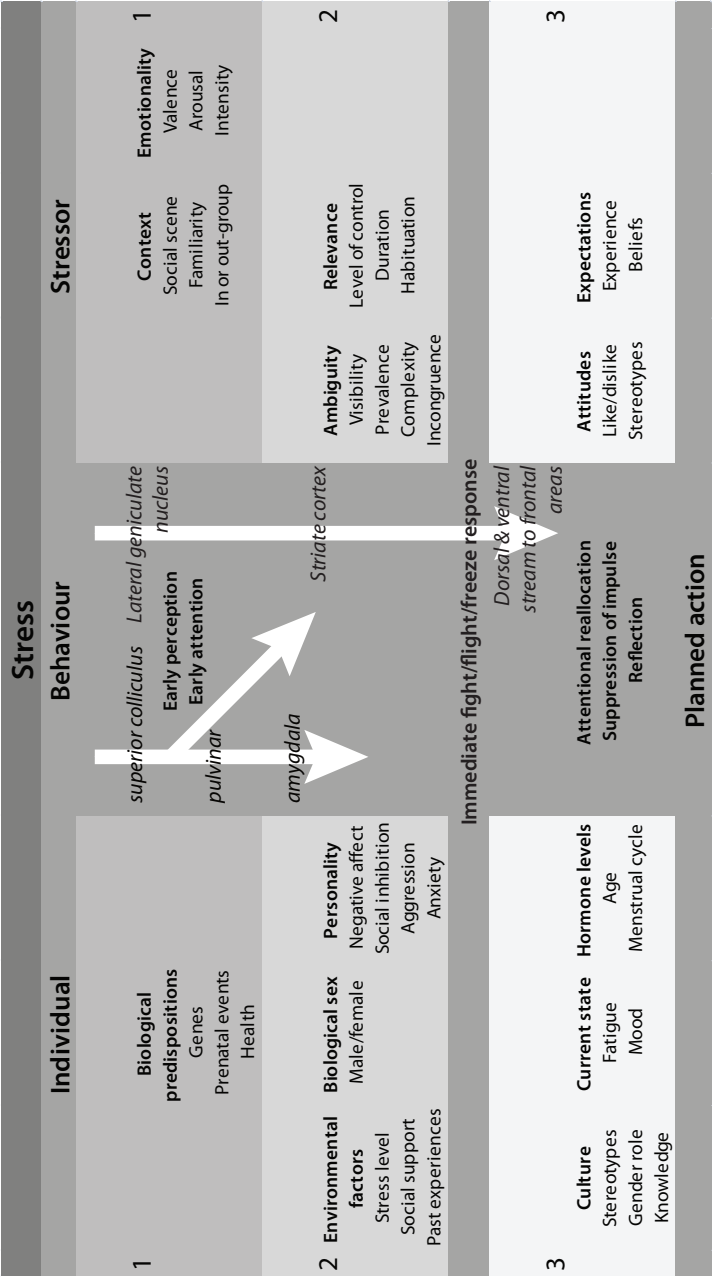 Stress
Individual
Behaviour
Stressor
1
Biological
predispositions
Genes
Prenatal events
Health
superior colliculus
pulvinar
amygdala
Early perception
Early attention
Lateral geniculate
nucleus
Striate cortex
Context
Social scene
Familiarity
In or out-group
Emotionality
Valence
Arousal
Intensity
1
2
Environmental
factors
Stress level
Social support
Past experiences
Biological sex
Male/female
Personality
Negative affect
Social inhibition
Aggression
Anxiety
Ambiguity
Visibility
Prevalence
Complexity
Incongruence
Relevance
Level of control
Duration
Habituation
2
Immediate fight/flight/freeze response
Dorsal & ventral
stream to frontal
areas
3
Culture
Stereotypes
Gender role
Knowledge
Current state
Fatigue
Mood
Hormone levels
Age
Menstrual cycle
Attentional reallocation
Suppression of impulse
Reflection
Attitudes
Like/dislike
Stereotypes
Expectations
Experience
Beliefs
3
Planned action